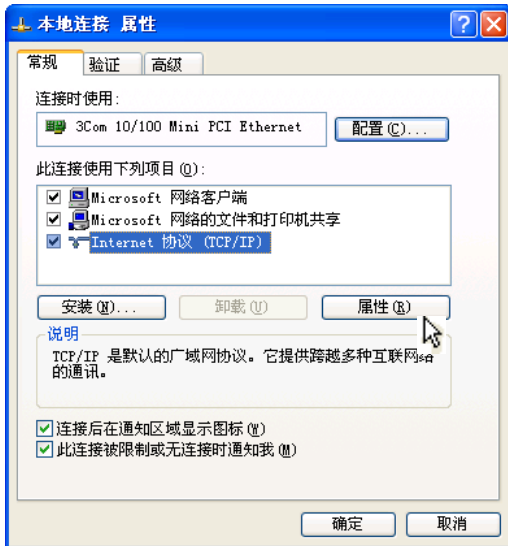 本地连接 属性
常规 验证 高级
连接时使用:
3Com 10/100 Mini PCI Ethernet 配置(C)...
此连接使用下列项目(O):
Microsoft 网络客户端
Microsoft 网络的文件和打印机共享
Internet 协议 (TCP/IP)
安装(N)... 卸载(U) 属性(R)
说明
TCP/IP 是默认的广域网协议。它提供跨越多种互联网络
的通讯。
连接后在通知区域显示图标(W)
此连接被限制或无连接时通知我(M)
确定 取消